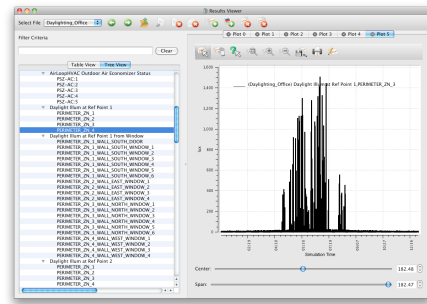 Results Viewer
Select File Daylighting_Office
Filter Criteria
Clear
Table View Tree View
AirLoopHVAC Outdoor Air Economizer Status
PSZ-AC:1
PSZ-AC:2
PSZ-AC:3
PSZ-AC:4
PSZ-AC:5
Daylight Illum at Ref Point 1
PERIMETER_ZN_1
PERIMETER_ZN_2
PERIMETER_ZN_3
PERIMETER_ZN_4
Daylight Illum at Ref Point 1 from Window
PERIMETER_ZN_1_WALL_SOUTH_DOOR
PERIMETER_ZN_1_WALL_SOUTH_WINDOW_1
PERIMETER_ZN_1_WALL_SOUTH_WINDOW_2
PERIMETER_ZN_1_WALL_SOUTH_WINDOW_3
PERIMETER_ZN_1_WALL_SOUTH_WINDOW_4
PERIMETER_ZN_1_WALL_SOUTH_WINDOW_5
PERIMETER_ZN_1_WALL_SOUTH_WINDOW_6
PERIMETER_ZN_2_WALL_EAST_WINDOW_1
PERIMETER_ZN_2_WALL_EAST_WINDOW_2
PERIMETER_ZN_2_WALL_EAST_WINDOW_3
PERIMETER_ZN_2_WALL_EAST_WINDOW_4
PERIMETER_ZN_3_WALL_NORTH_WINDOW_1
PERIMETER_ZN_3_WALL_NORTH_WINDOW_2
PERIMETER_ZN_3_WALL_NORTH_WINDOW_3
PERIMETER_ZN_3_WALL_NORTH_WINDOW_4
PERIMETER_ZN_3_WALL_NORTH_WINDOW_5
PERIMETER_ZN_3_WALL_NORTH_WINDOW_6
PERIMETER_ZN_4_WALL_WEST_WINDOW_1
PERIMETER_ZN_4_WALL_WEST_WINDOW_2
PERIMETER_ZN_4_WALL_WEST_WINDOW_3
PERIMETER_ZN_4_WALL_WEST_WINDOW_4
Daylight Illum at Ref Point 2
PERIMETER_ZN_1
PERIMETER_ZN_2
PERIMETER_ZN_3
PERIMETER_ZN_4
Plot 0 Plot 1 Plot 2 Plot 3 Plot 4 Plot 5
(Daylighting_Office) Daylight Illum at Ref Point 1,PERIMETER_ZN_3
1,600
1,400
1,200
1,000
800
600
400
200
0
lux
Simulation Time
Center: 182.48
Span: 182.47